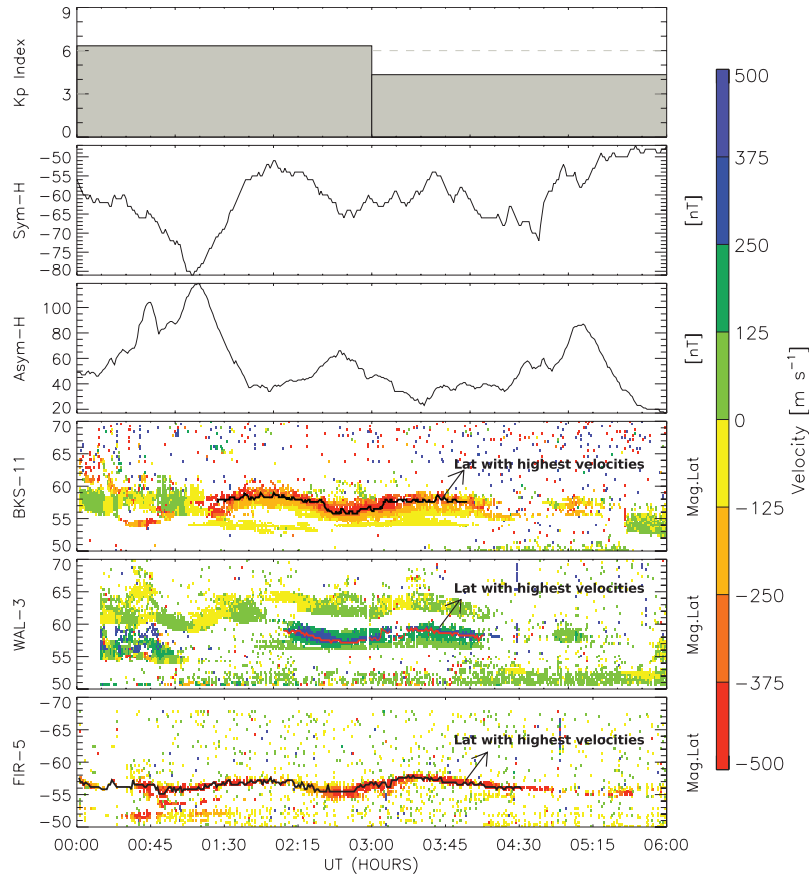 9
6
3
0
Kp Index
-50
-55
-60
-65
-70
-75
-80
Sym-H
[nT]
100
80
60
40
20
Asym-H
[nT]
70
65
60
55
50
BKS-11
Mag.Lat
Lat with highest velocities
70
65
60
55
50
WAL-3
Mag.Lat
Lat with highest velocities
-70
-65
-60
-55
-50
FIR-5
Mag.Lat
Lat with highest velocities
00:00 00:45 01:30 02:15 03:00 03:45 04:30 05:15 06:00
UT (HOURS)
500
375
250
125
0
-125
-250
-375
-500
Velocity [m s⁻¹]